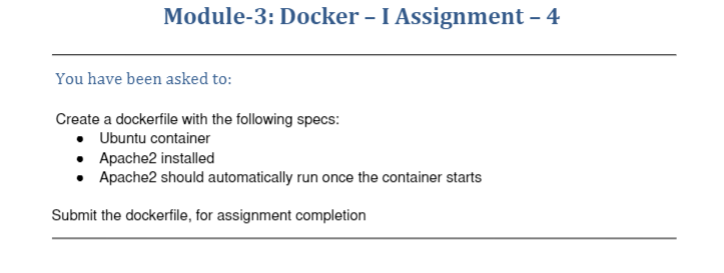 Module-3: Docker – I Assignment – 4
You have been asked to:
Create a dockerfile with the following specs:
● Ubuntu container
● Apache2 installed
● Apache2 should automatically run once the container starts
Submit the dockerfile, for assignment completion